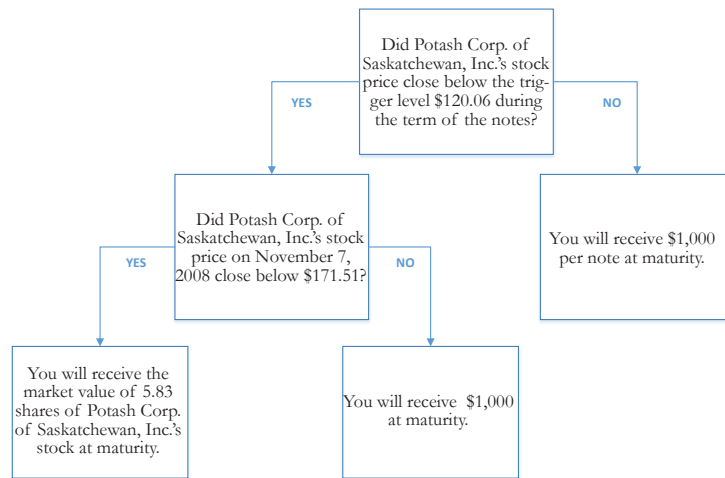 Did Potash Corp. of
Saskatchewan, Inc.'s stock
price close below the trig-
ger level $120.06 during
the term of the notes?
YES
NO
Did Potash Corp. of
Saskatchewan, Inc.'s stock
price on November 7,
2008 close below $171.51?
You will receive $1,000
per note at maturity.
YES
NO
You will receive the
market value of 5.83
shares of Potash Corp.
of Saskatchewan, Inc.'s
stock at maturity.
You will receive $1,000
at maturity.